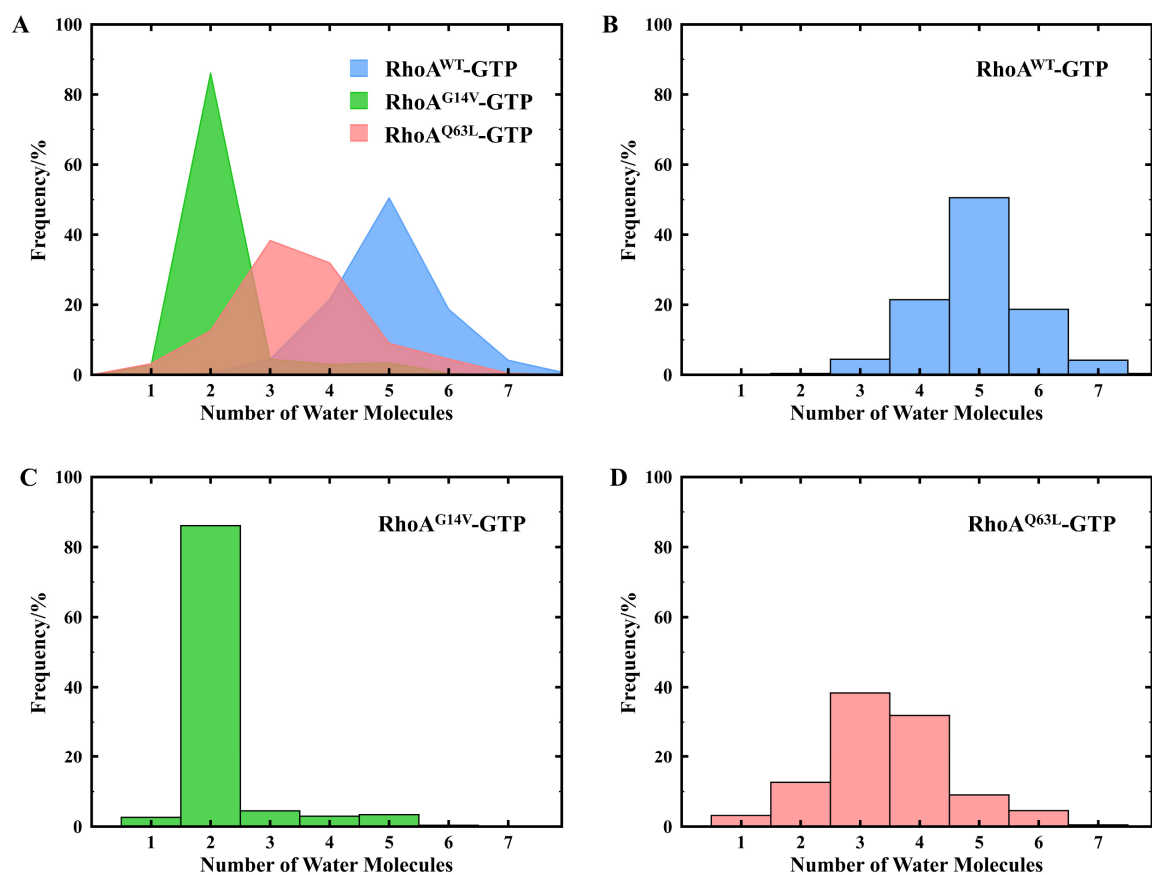 A
Frequency/%
100
80
60
40
20
0
RhoA^WT-GTP
RhoA^G14V-GTP
RhoA^Q63L-GTP
1 2 3 4 5 6 7
Number of Water Molecules
B
Frequency/%
100
80
60
40
20
0
RhoA^WT-GTP
1 2 3 4 5 6 7
Number of Water Molecules
C
Frequency/%
100
80
60
40
20
0
RhoA^G14V-GTP
1 2 3 4 5 6 7
Number of Water Molecules
D
Frequency/%
100
80
60
40
20
0
RhoA^Q63L-GTP
1 2 3 4 5 6 7
Number of Water Molecules